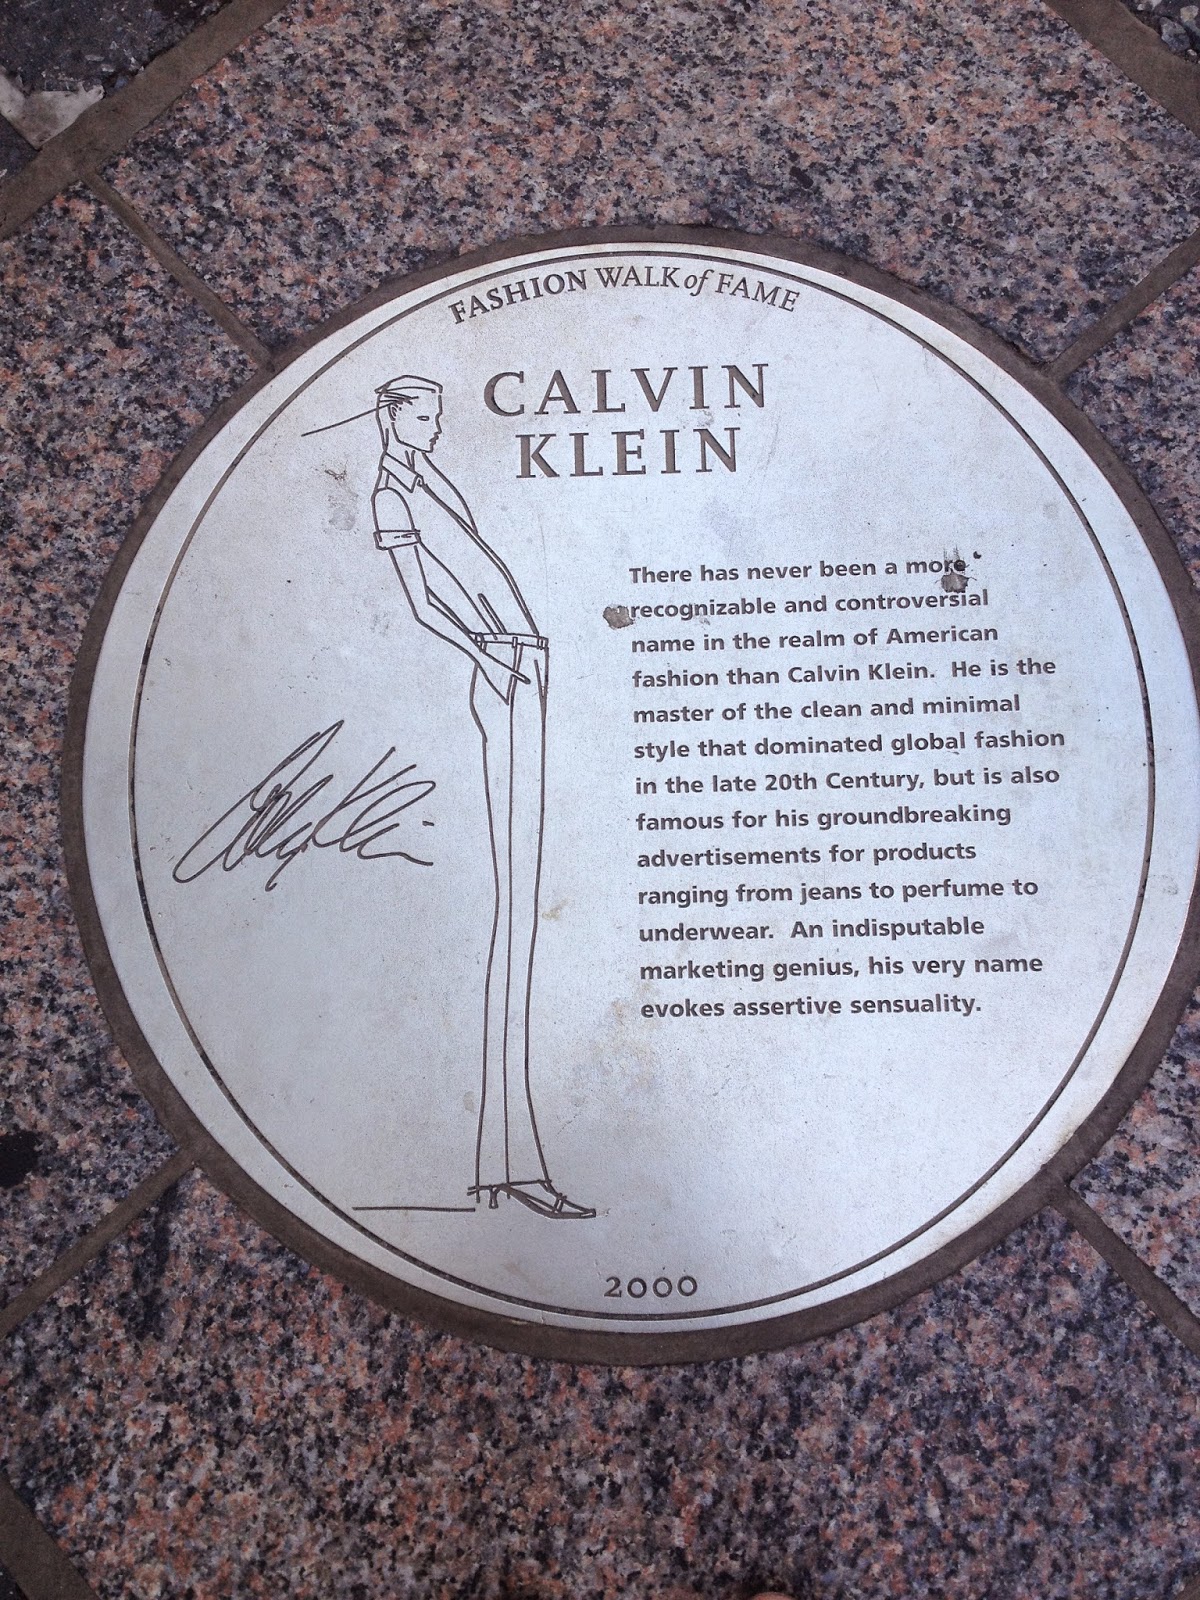 FASHION WALK of FAME
CALVIN
KLEIN
There has never been a more
recognizable and controversial
name in the realm of American
fashion than Calvin Klein. He is the
master of the clean and minimal
style that dominated global fashion
in the late 20th Century, but is also
famous for his groundbreaking
advertisements for products
ranging from jeans to perfume to
underwear. An indisputable
marketing genius, his very name
evokes assertive sensuality.
Calvin Klein
2000